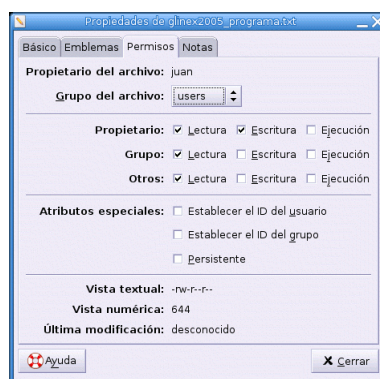 Propiedades de glinex2005_programa.txt
Básico Emblemas Permisos Notas
Propietario del archivo: juan
Grupo del archivo: users
Propietario: Lectura Escritura Ejecución
Grupo: Lectura Escritura Ejecución
Otros: Lectura Escritura Ejecución
Atributos especiales: Establecer el ID del usuario
Establecer el ID del grupo
Persistente
Vista textual: -rw-r--r--
Vista numérica: 644
Última modificación: desconocido
Ayuda Cerrar